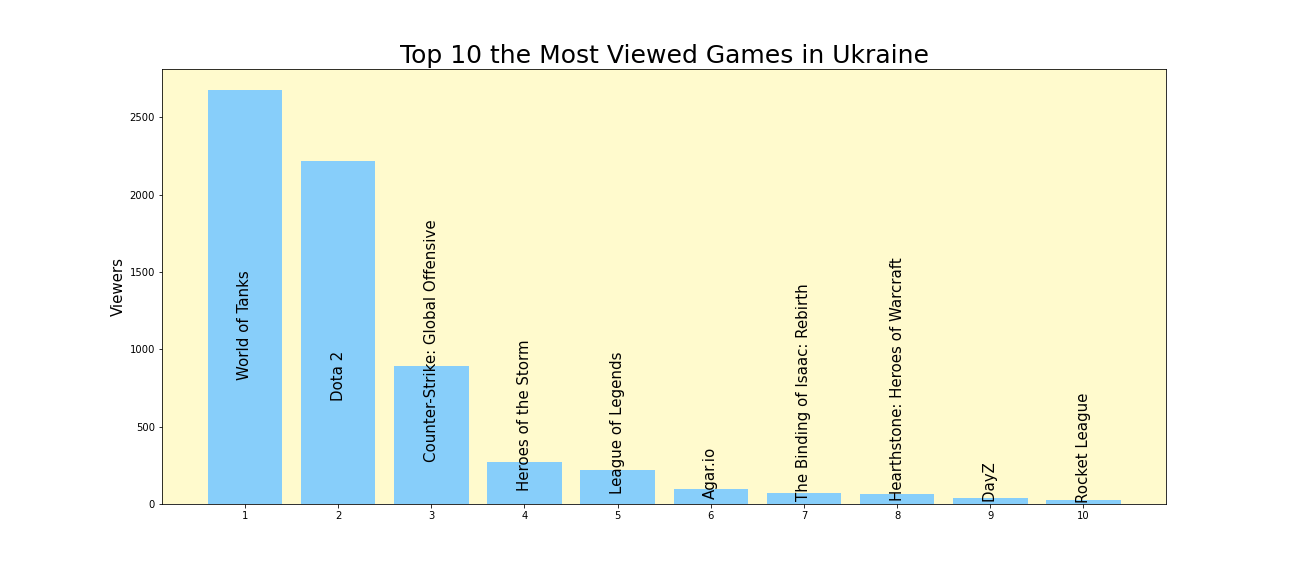 Top 10 the Most Viewed Games in Ukraine
Viewers
2500
2000
1500
1000
500
0
World of Tanks
Dota 2
Counter-Strike: Global Offensive
Heroes of the Storm
League of Legends
Agar.io
The Binding of Isaac: Rebirth
Hearthstone: Heroes of Warcraft
DayZ
Rocket League
1 2 3 4 5 6 7 8 9 10